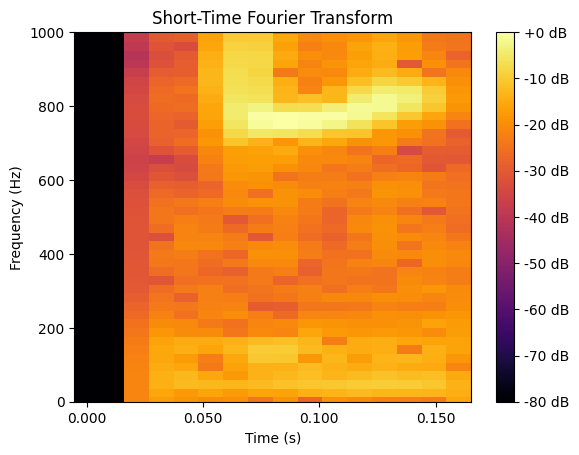 Short-Time Fourier Transform
1000
800
600
400
200
0
Frequency (Hz)
0.000
0.050
0.100
0.150
Time (s)
+0 dB
-10 dB
-20 dB
-30 dB
-40 dB
-50 dB
-60 dB
-70 dB
-80 dB